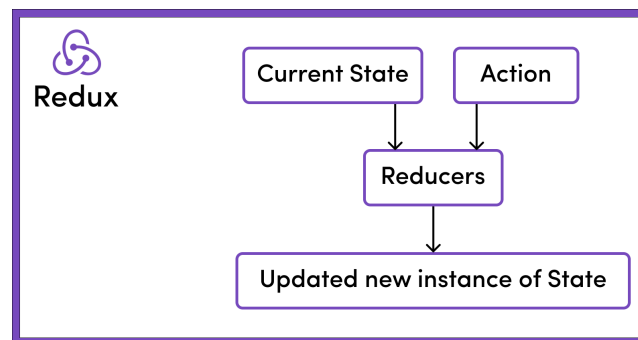 Redux
Current State
Action
Reducers
Updated new instance of State